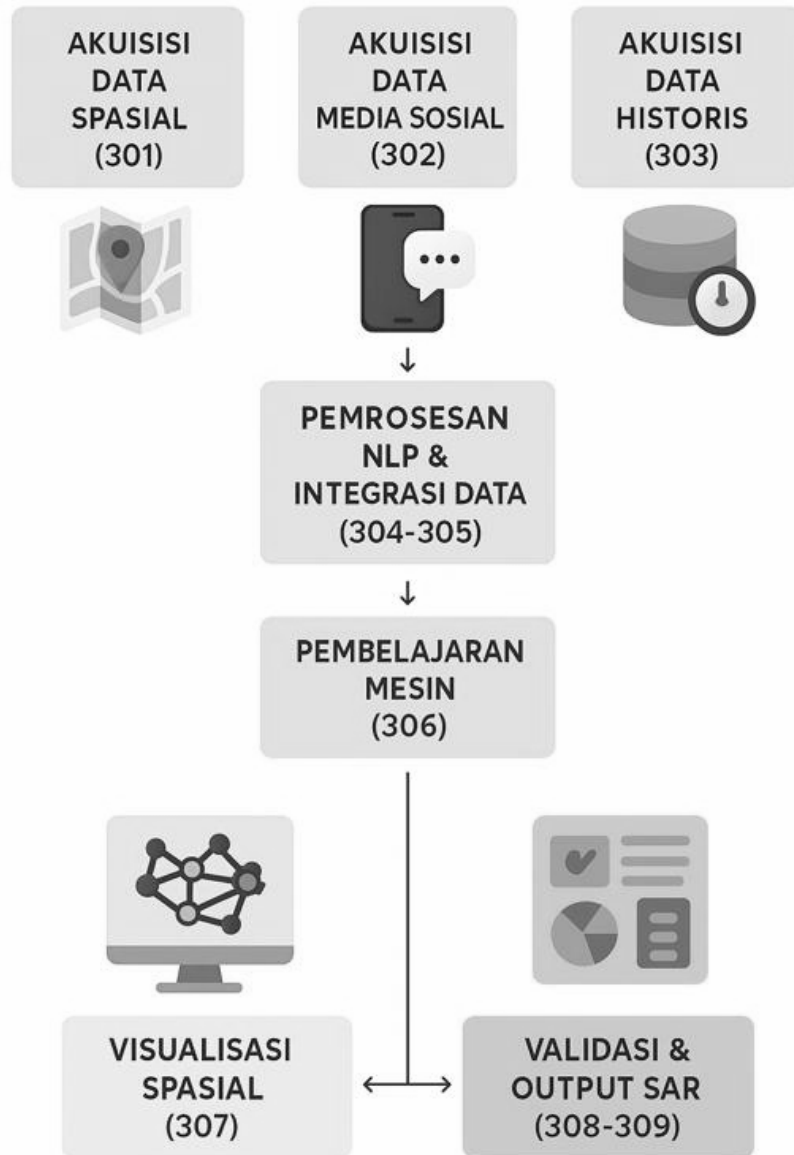 AKUISISI
DATA
SPASIAL
(301)
AKUISISI
DATA
MEDIA SOSIAL
(302)
AKUISISI
DATA
HISTORIS
(303)
PEMROSESAN
NLP &
INTEGRASI DATA
(304-305)
PEMBELAJARAN
MESIN
(306)
VISUALISASI
SPASIAL
(307)
VALIDASI &
OUTPUT SAR
(308-309)